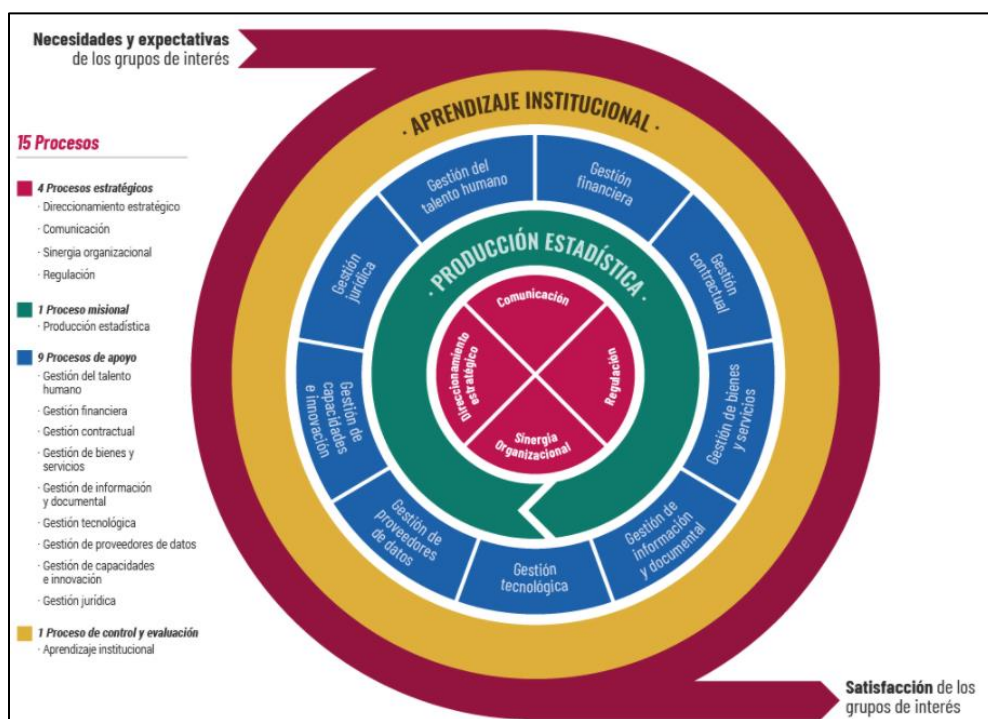 Necesidades y expectativas
de los grupos de interés
15 Procesos
4 Procesos estratégicos
· Direccionamiento estratégico
· Comunicación
· Sinergia organizacional
· Regulación
1 Proceso misional
· Producción estadística
9 Procesos de apoyo
· Gestión del talento
humano
· Gestión financiera
· Gestión contractual
· Gestión de bienes y
servicios
· Gestión de información
y documental
· Gestión tecnológica
· Gestión de proveedores de datos
· Gestión de capacidades
e innovación
· Gestión jurídica
1 Proceso de control y evaluación
· Aprendizaje institucional
· APRENDIZAJE INSTITUCIONAL ·
Gestión del
talento humano
Gestión
financiera
Gestión
contractual
Gestión de bienes
y servicios
Gestión de
información
y documental
Gestión
tecnológica
Gestión de
proveedores
de datos
Gestión de
capacidades
e innovación
Gestión
jurídica
· PRODUCCIÓN ESTADÍSTICA ·
Comunicación
Regulación
Sinergia
Organizacional
Direccionamiento
estratégico
Satisfacción de los
grupos de interés